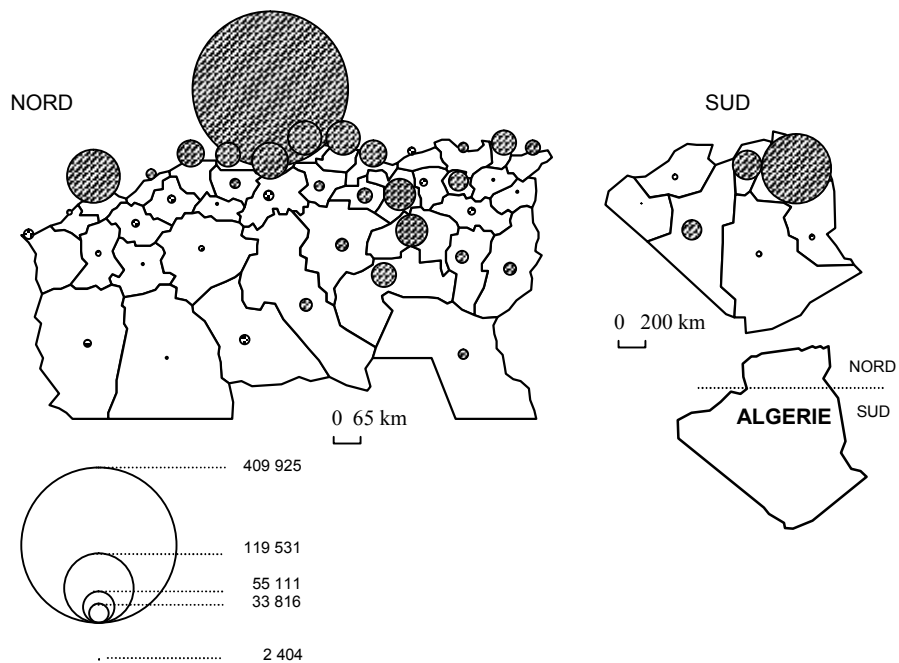 NORD
SUD
0 65 km
0 200 km
NORD
SUD
ALGERIE
409 925
119 531
55 111
33 816
2 404